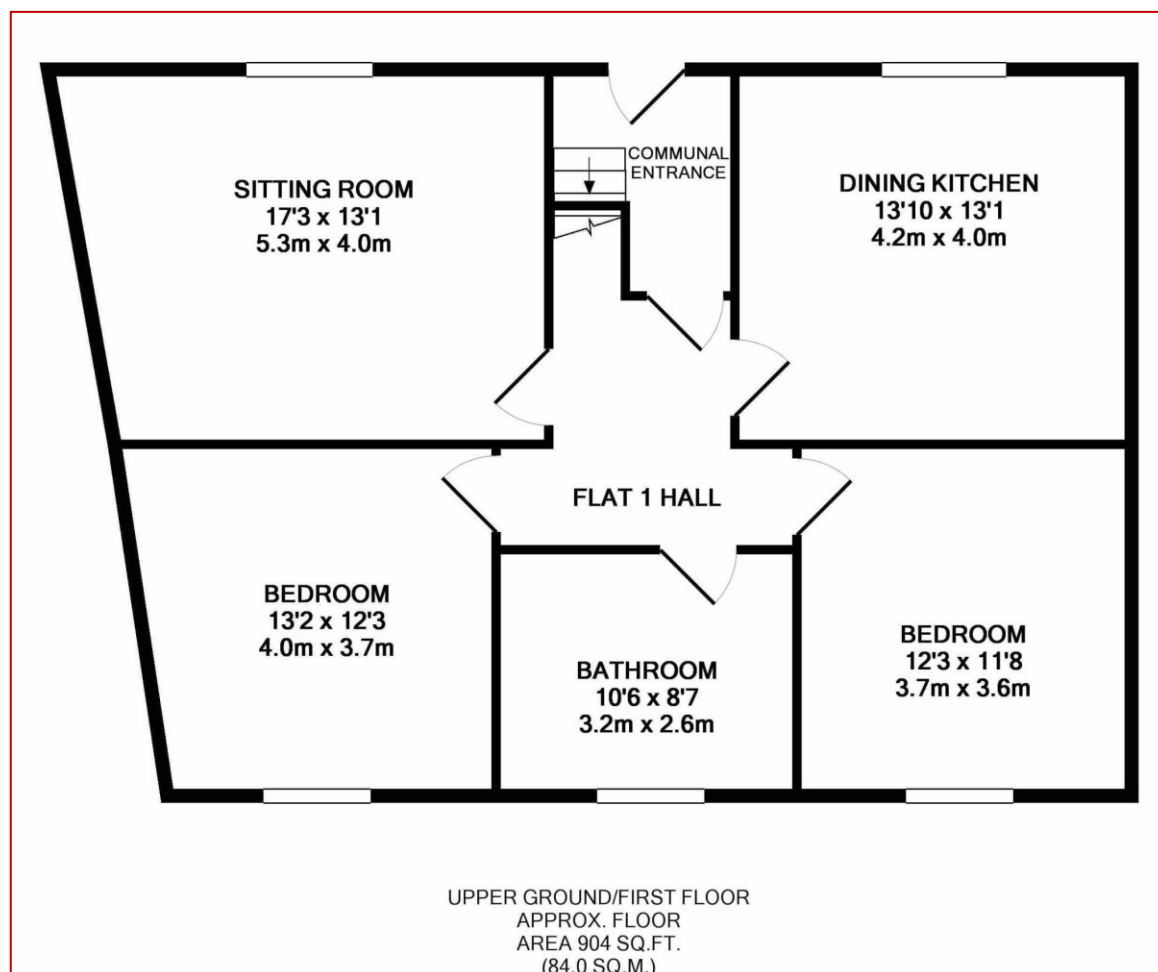 SITTING ROOM
17'3 x 13'1
5.3m x 4.0m
COMMUNAL
ENTRANCE
DINING KITCHEN
13'10 x 13'1
4.2m x 4.0m
FLAT 1 HALL
BEDROOM
13'2 x 12'3
4.0m x 3.7m
BATHROOM
10'6 x 8'7
3.2m x 2.6m
BEDROOM
12'3 x 11'8
3.7m x 3.6m
UPPER GROUND/FIRST FLOOR
APPROX. FLOOR
AREA 904 SQ.FT.
(84.0 SQ.M.)